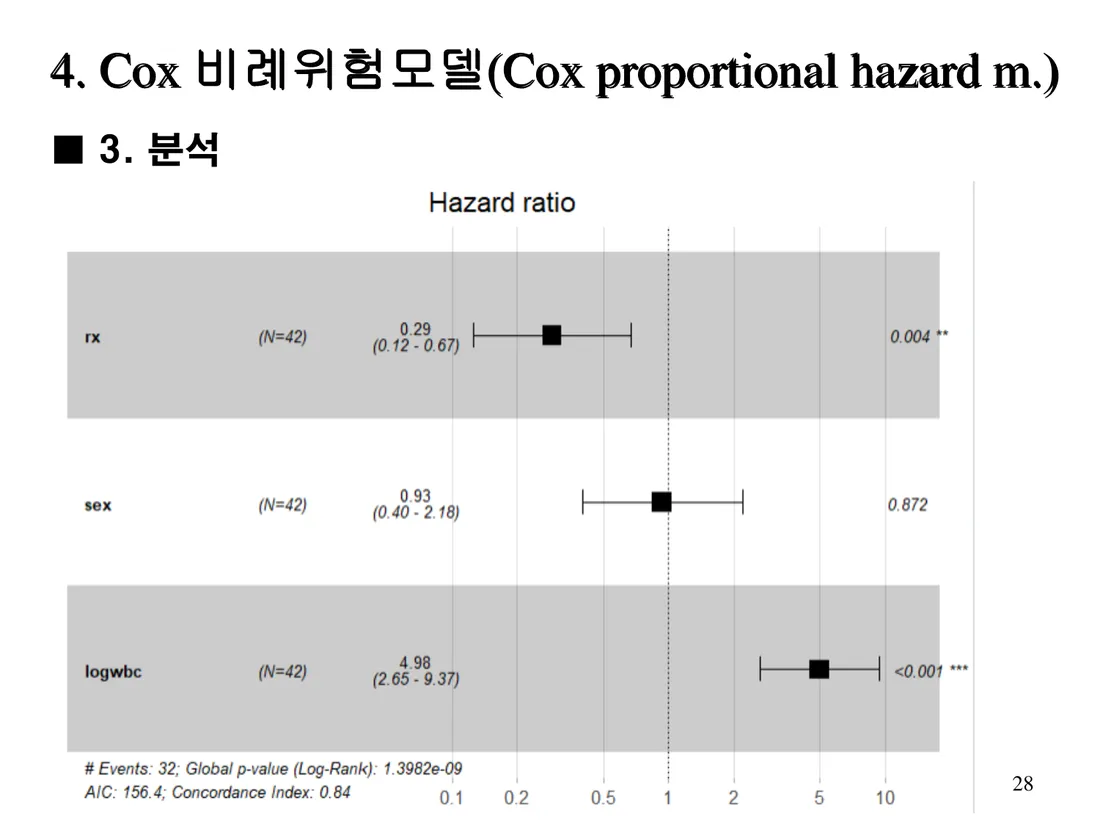 4. Cox 비례위험모델(Cox proportional hazard m.)
■ 3. 분석
Hazard ratio
rx (N=42) 0.29 (0.12 - 0.67) 0.004 **
sex (N=42) 0.93 (0.40 - 2.18) 0.872
logwbc (N=42) 4.98 (2.65 - 9.37) <0.001 ***
# Events: 32; Global p-value (Log-Rank): 1.3982e-09
AIC: 156.4; Concordance Index: 0.84
0.1 0.2 0.5 1 2 5 10
28